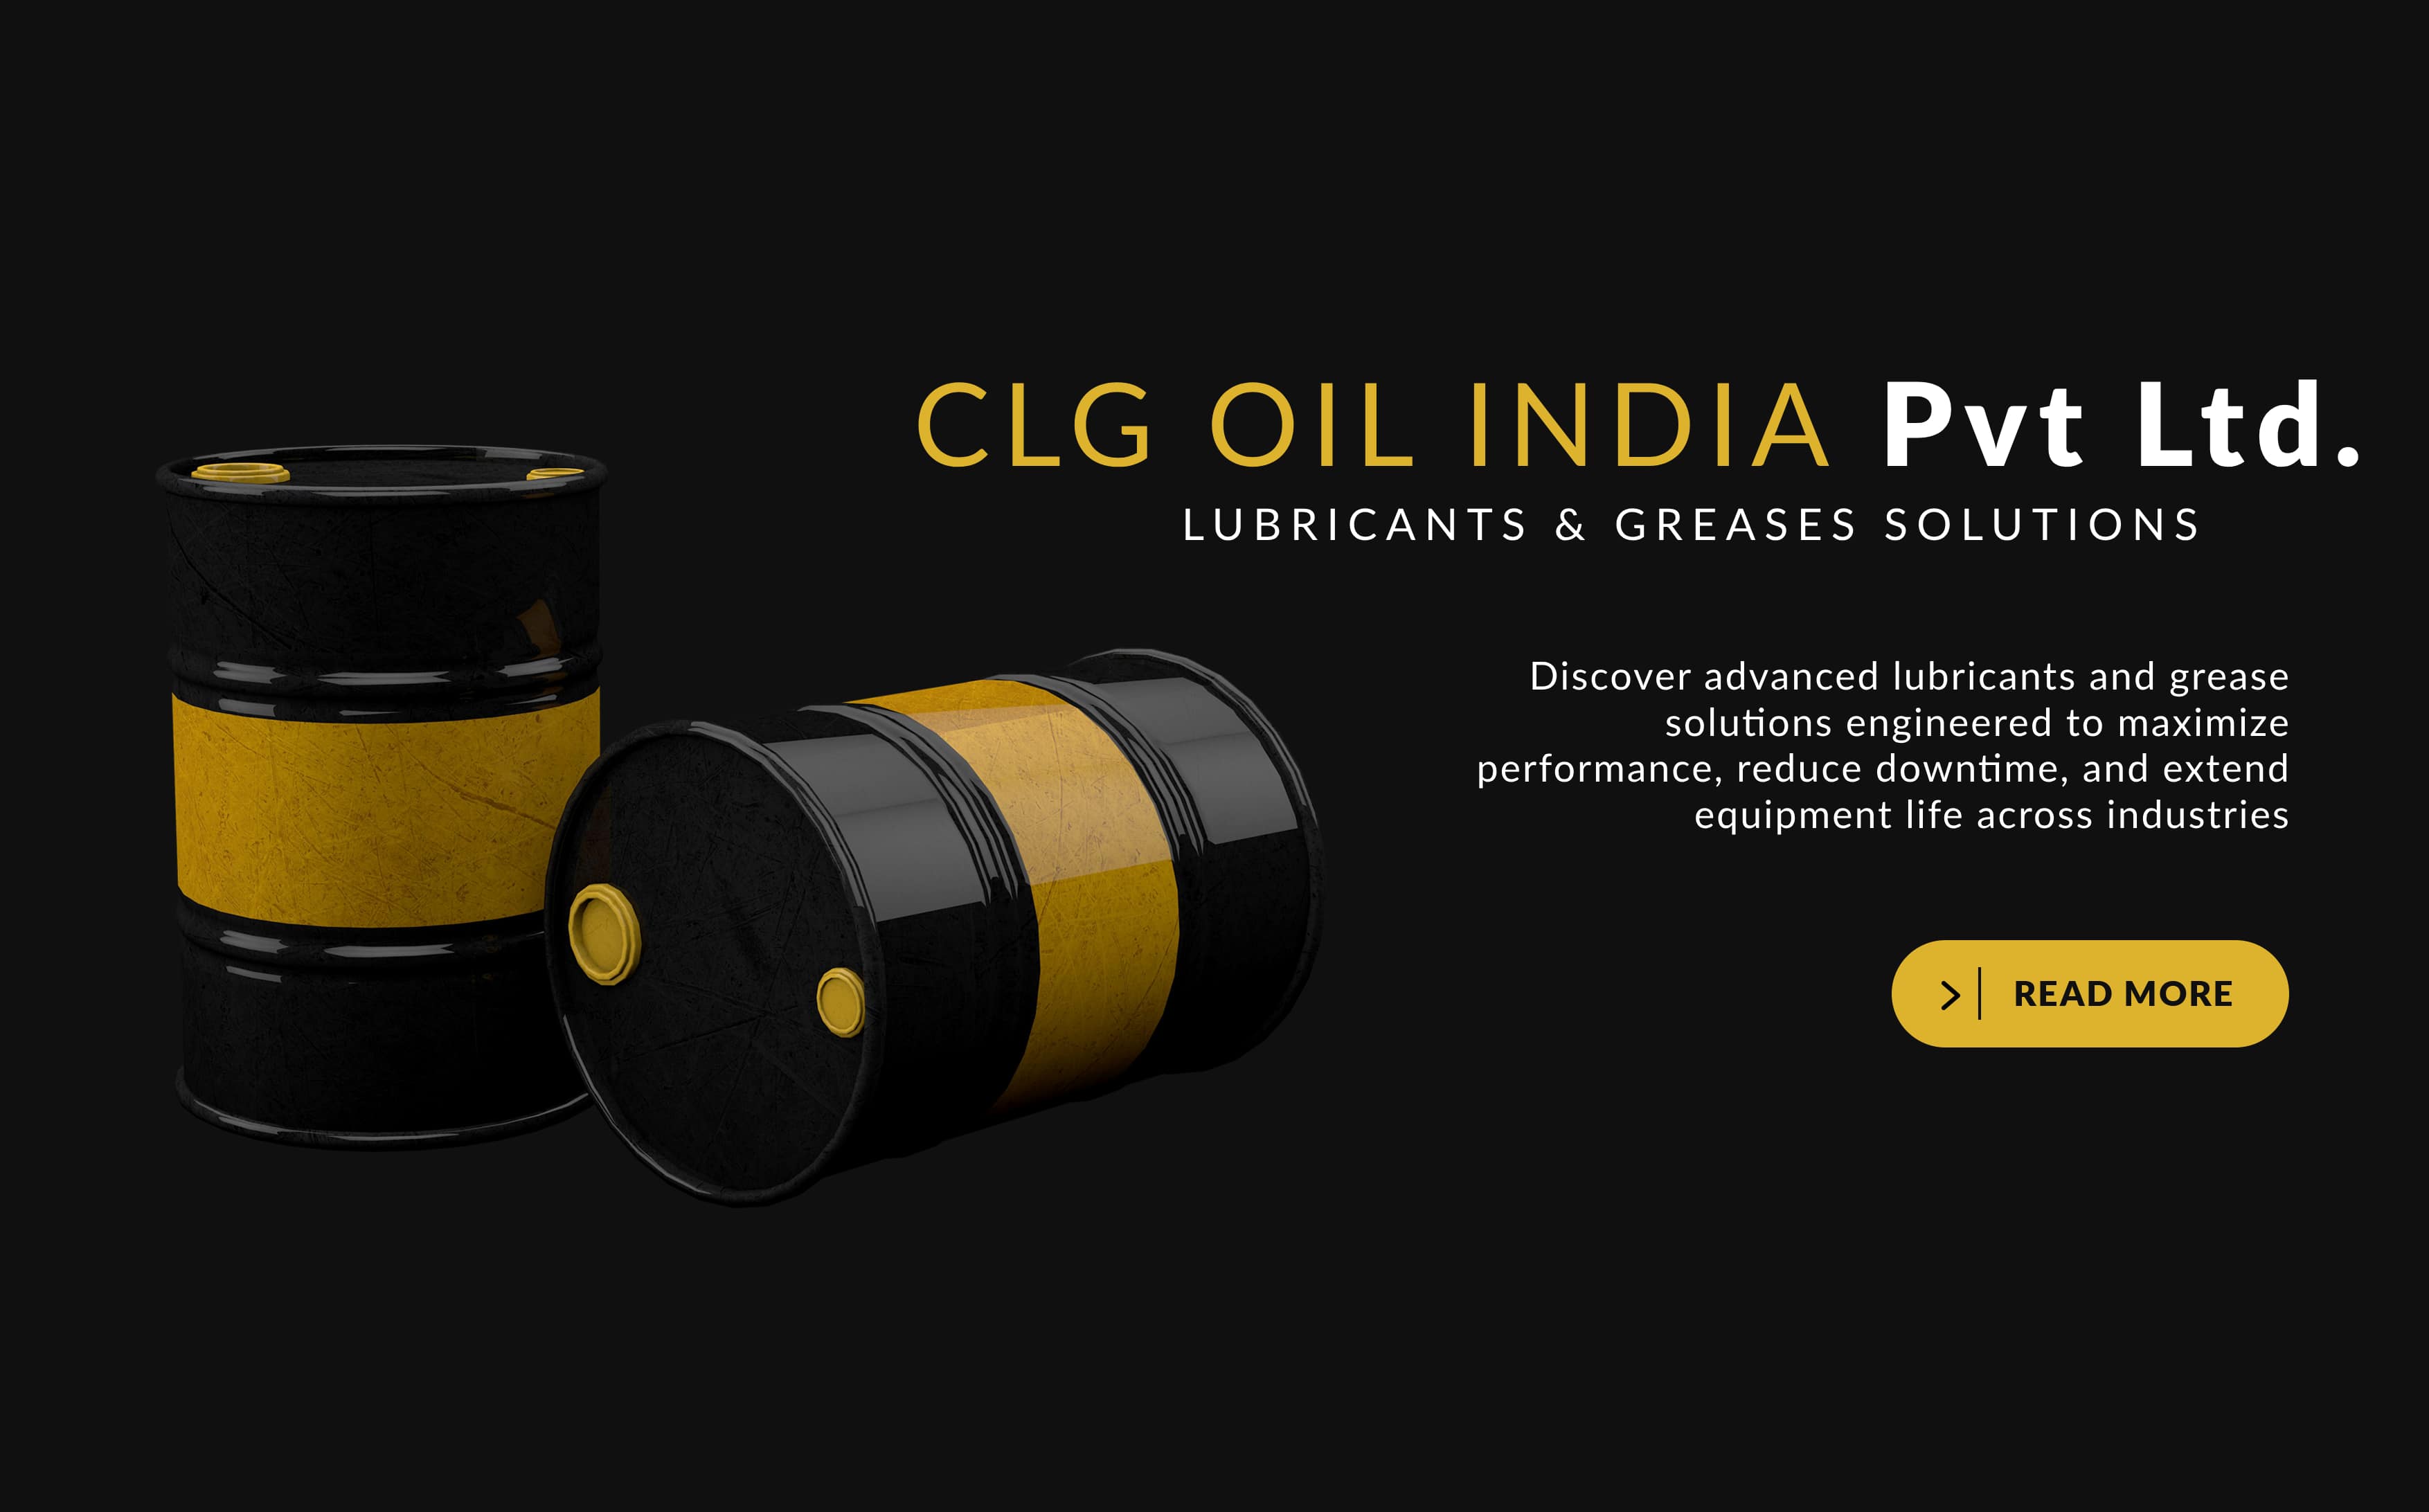 CLG OIL INDIA Pvt Ltd.
LUBRICANTS & GREASES SOLUTIONS
Discover advanced lubricants and grease
solutions engineered to maximize
performance, reduce downtime, and extend
equipment life across industries
> | READ MORE